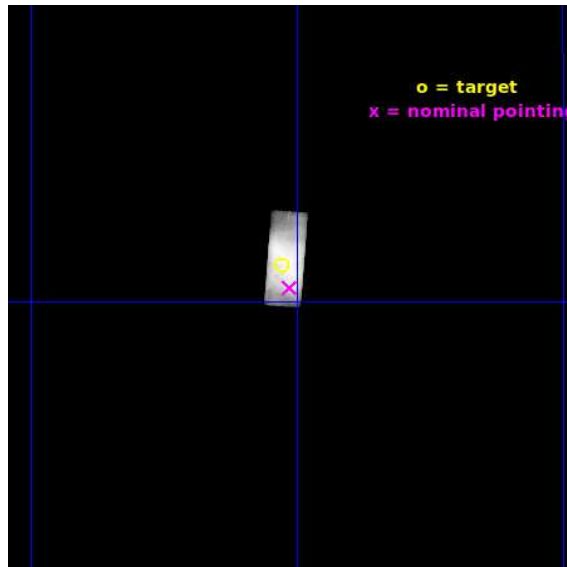 o = target
x = nominal pointing